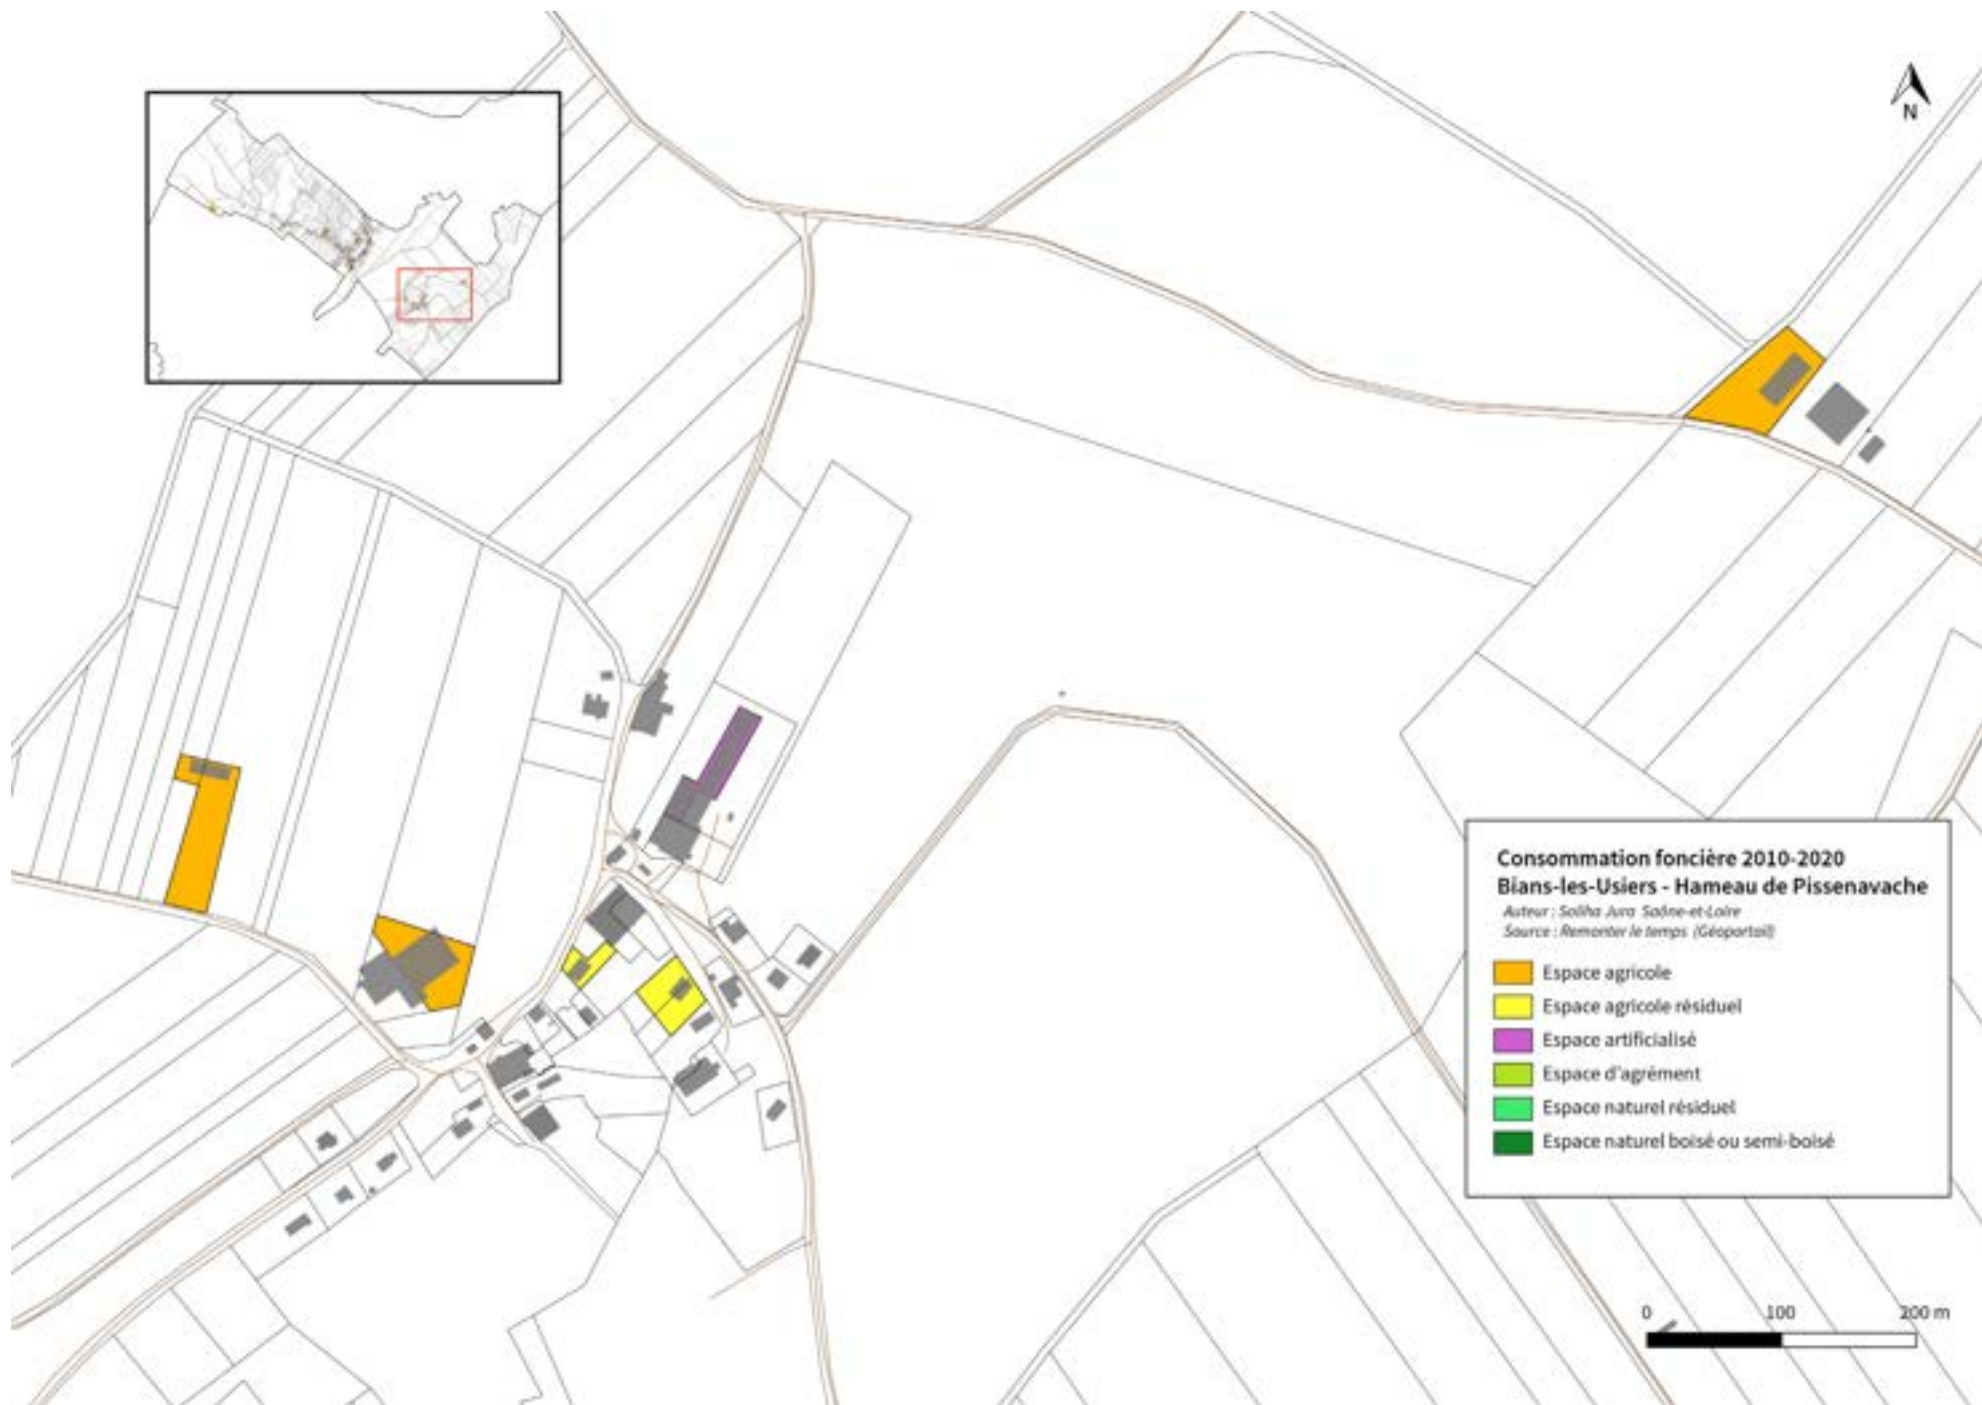 N
Consommation foncière 2010-2020
Bians-les-Usiers - Hameau de Pissenavache
Auteur : Soliha Jura Saône-et-Loire
Source : Remonter le temps (Géoportail)
Espace agricole
Espace agricole résiduel
Espace artificialisé
Espace d'agrément
Espace naturel résiduel
Espace naturel boisé ou semi-boisé
0 100 200 m